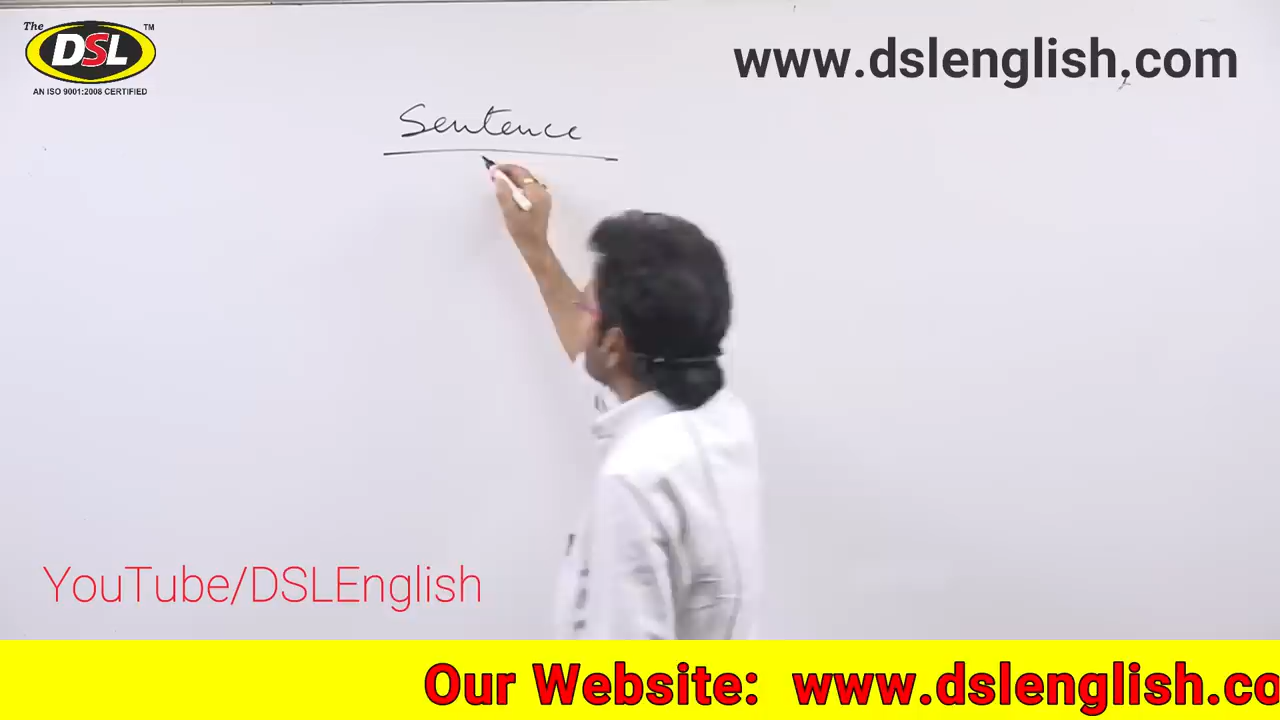 The
DSL
TM
AN ISO 9001:2008 CERTIFIED
www.dslenglish.com
Sentence
YouTube/DSLEnglish
Our Website: www.dslenglish.co